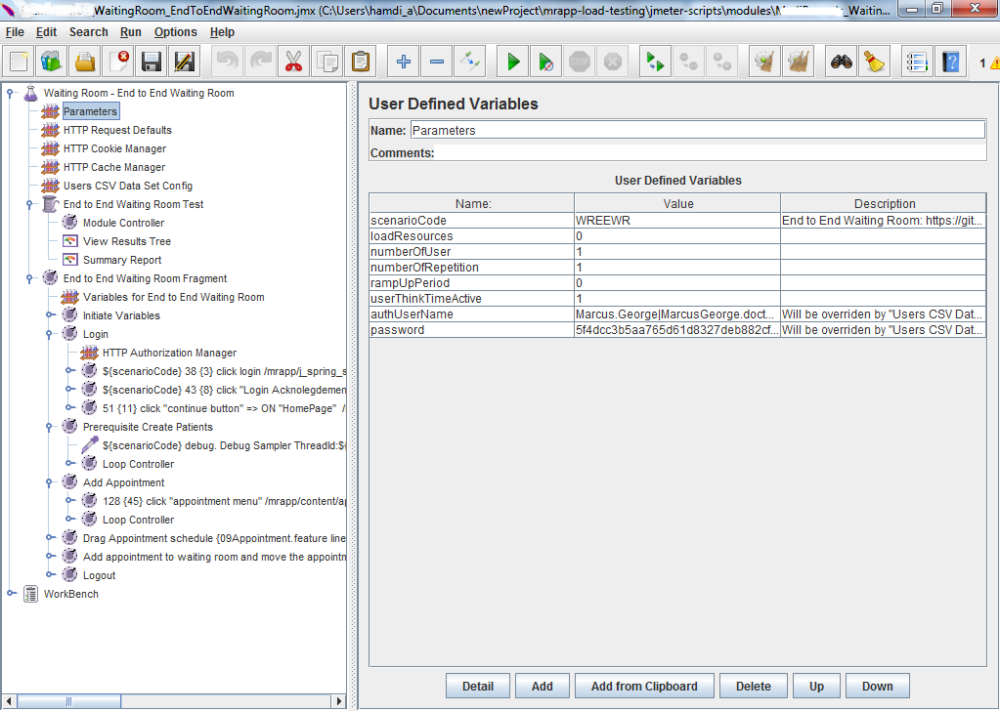 WaitingRoom_EndToEndWaitingRoom.jmx (C:\Users\hamdi_a\Documents\newProject\mrapp-load-testing\jmeter-scripts\modules\ _Waitin...
File Edit Search Run Options Help
1
Waiting Room - End to End Waiting Room
Parameters
HTTP Request Defaults
HTTP Cookie Manager
HTTP Cache Manager
Users CSV Data Set Config
End to End Waiting Room Test
Module Controller
View Results Tree
Summary Report
End to End Waiting Room Fragment
Variables for End to End Waiting Room
Initiate Variables
Login
HTTP Authorization Manager
${scenarioCode} 38 {3} click login /mrapp/j_spring_s
${scenarioCode} 43 {8} click "Login Acknolegdemen
51 {11} click "continue button" => ON "HomePage" /
Prerequisite Create Patients
${scenarioCode} debug. Debug Sampler ThreadId:${
Loop Controller
Add Appointment
128 {45} click "appointment menu" /mrapp/content/ap
Loop Controller
Drag Appointment schedule {09Appointment.feature line
Add appointment to waiting room and move the appointm
Logout
WorkBench
User Defined Variables
Name: Parameters
Comments:
User Defined Variables
Name: Value Description
scenarioCode WREEWR End to End Waiting Room: https://git...
loadResources 0
numberOfUser 1
numberOfRepetition 1
rampUpPeriod 0
userThinkTimeActive 1
authUserName Marcus.George|MarcusGeorge.doct... Will be overriden by "Users CSV Dat...
password 5f4dcc3b5aa765d61d8327deb882cf... Will be overriden by "Users CSV Dat...
Detail Add Add from Clipboard Delete Up Down